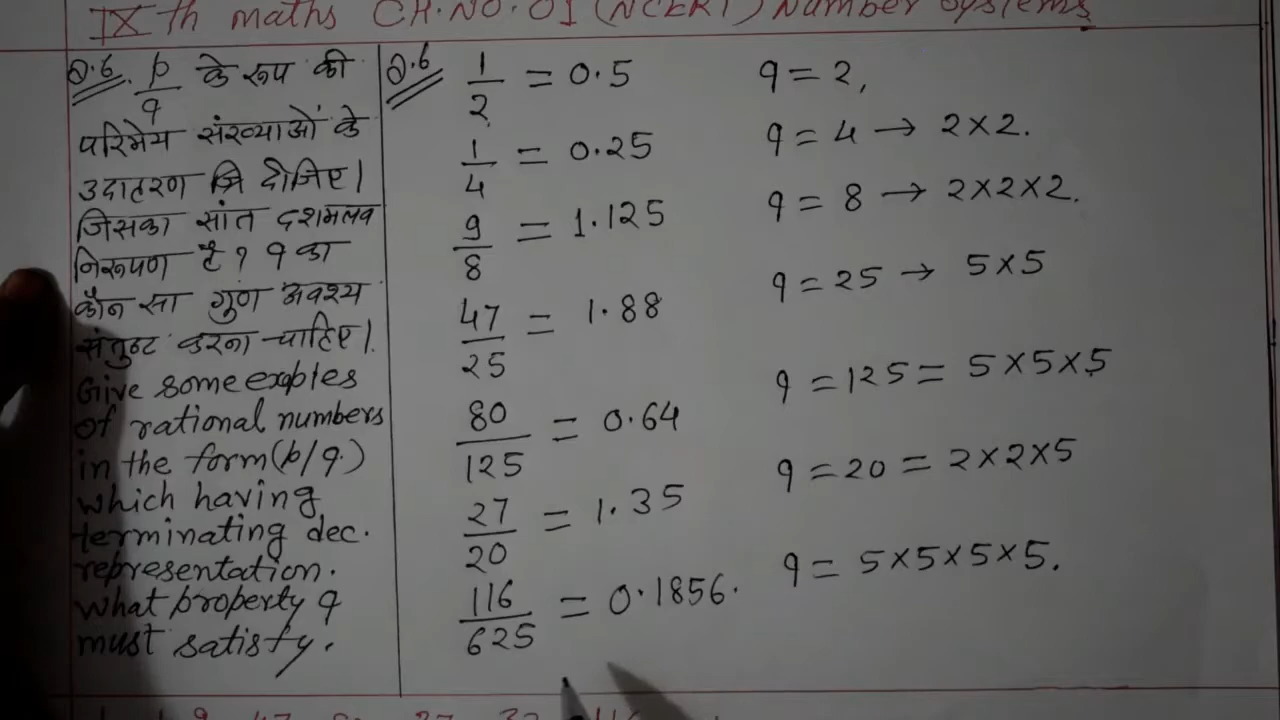 IXth maths CH.NO.01 (NCERT) Number Systems
Q.6. p/q के रूप की
परिमेय संख्याओं के
उदाहरण दीजिए।
जिसका सांत दशमलव
निरूपण है? q का
कौन सा गुण अवश्य
संतुष्ट करना चाहिए।
Give some exaples
of rational numbers
in the form (p/q.)
which having
terminating dec.
representation.
What property q
must satisfy.
Q.6 1/2 = 0.5 q = 2,
1/4 = 0.25 q = 4 → 2×2.
9/8 = 1.125 q = 8 → 2×2×2.
47/25 = 1.88 q = 25 → 5×5
80/125 = 0.64 q = 125 = 5×5×5
27/20 = 1.35 q = 20 = 2×2×5
116/625 = 0.1856. q = 5×5×5×5.